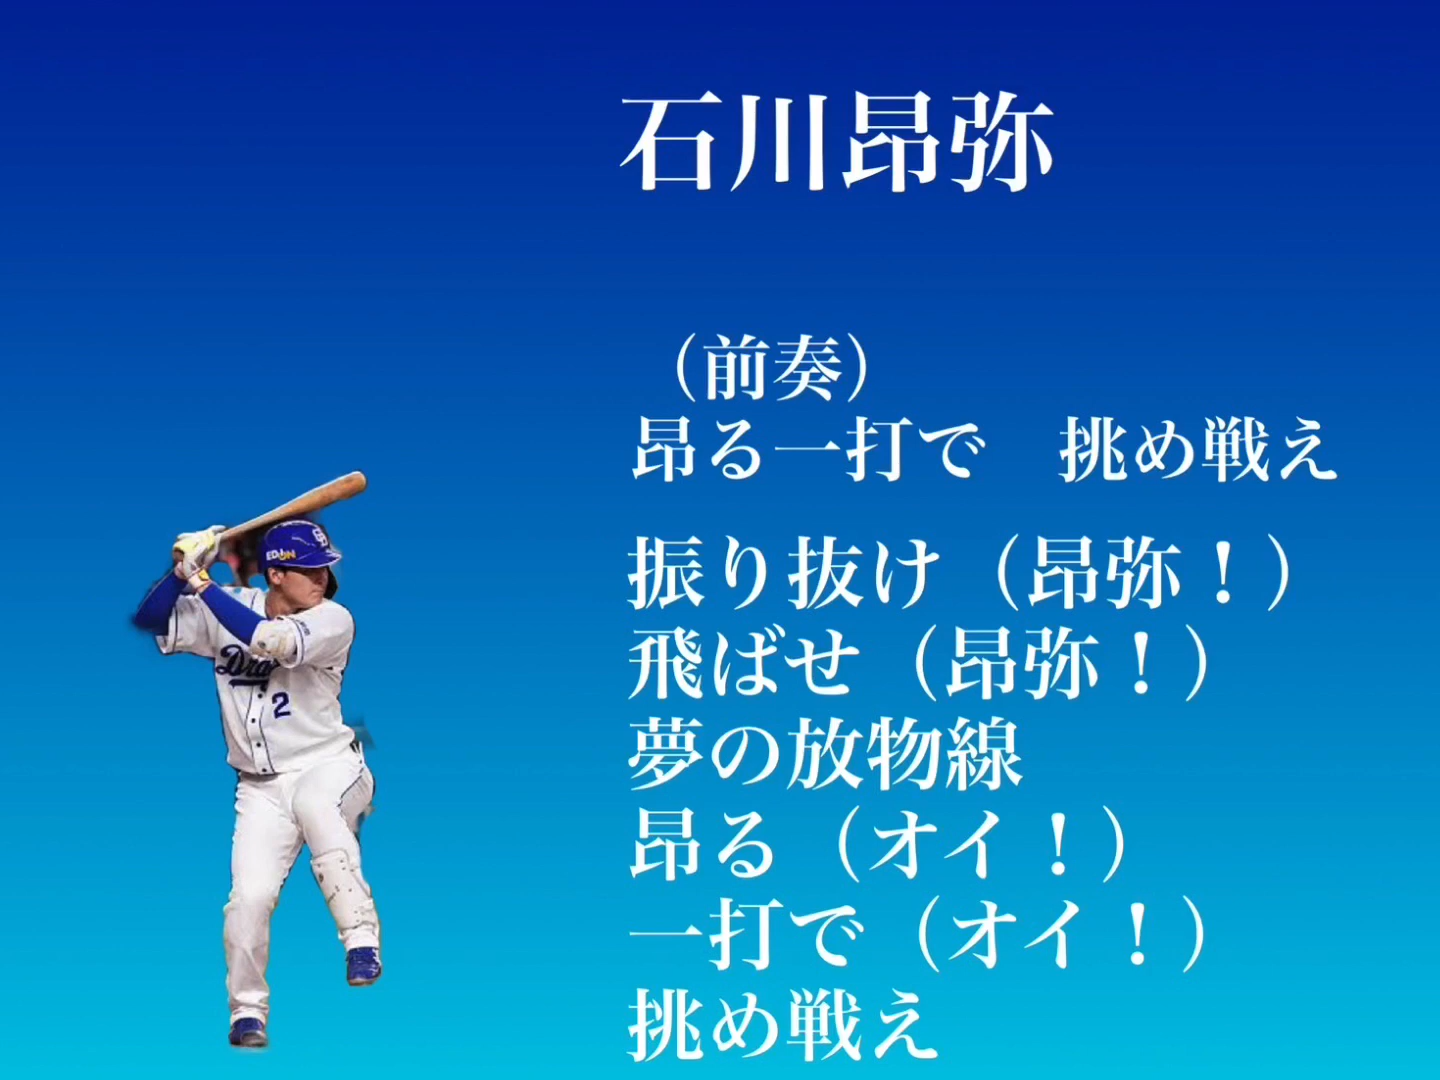 石川昂弥
（前奏）
昂る一打で　挑め戦え
振り抜け（昂弥！）
飛ばせ（昂弥！）
夢の放物線
昂る（オイ！）
一打で（オイ！）
挑め戦え
EDION
2